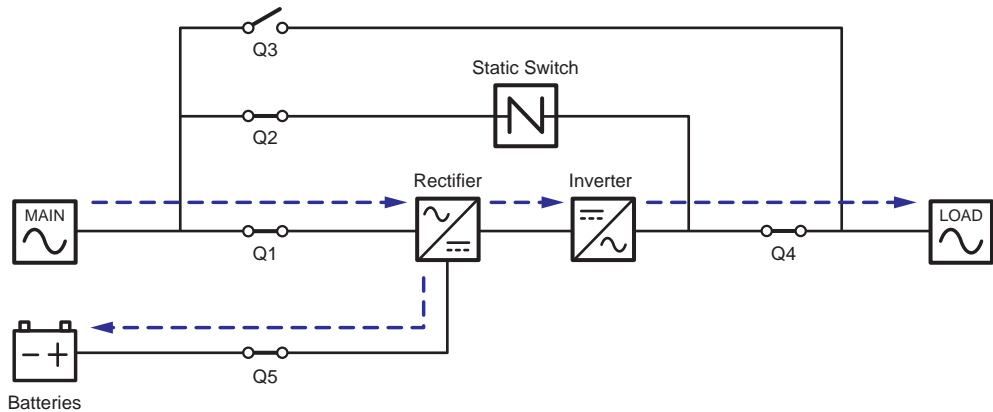 Q3
Static Switch
Q2
Rectifier
Inverter
MAIN
LOAD
Q1
Q4
Q5
Batteries